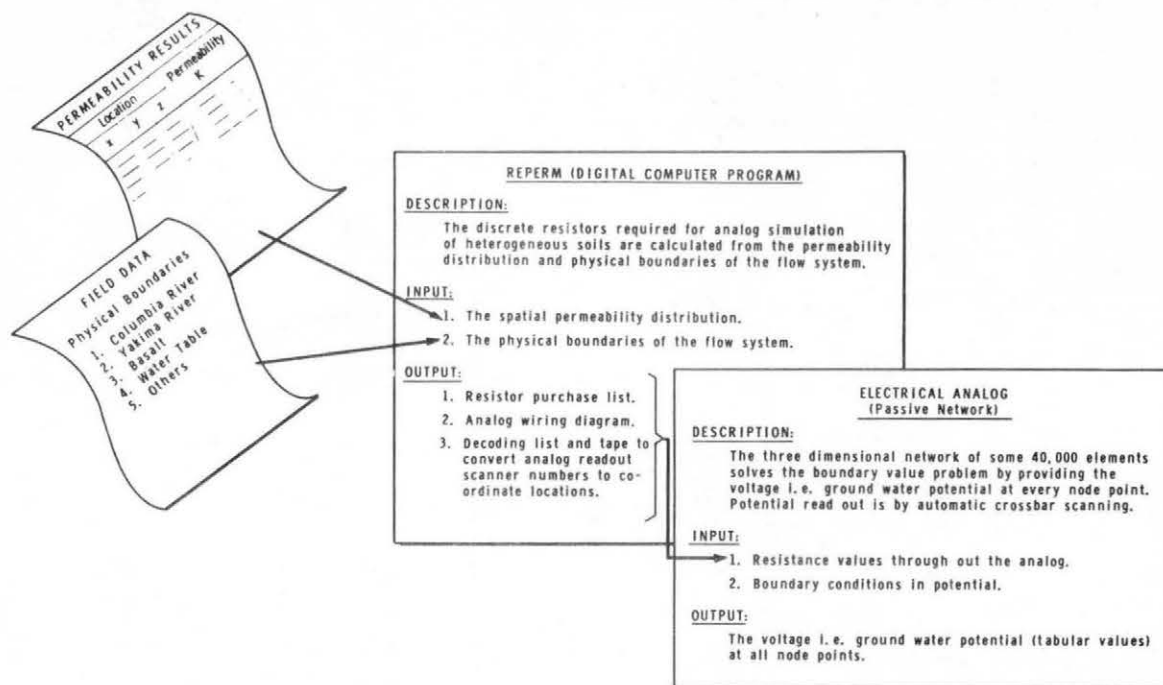 PERMEABILITY RESULTS
Location Permeability
x y z K
FIELD DATA
Physical Boundaries
1. Columbia River
2. Yakima River
3. Basalt
4. Water Table
5. Others
REPERM (DIGITAL COMPUTER PROGRAM)
DESCRIPTION:
The discrete resistors required for analog simulation
of heterogeneous soils are calculated from the permeability
distribution and physical boundaries of the flow system.
INPUT:
1. The spatial permeability distribution.
2. The physical boundaries of the flow system.
OUTPUT:
1. Resistor purchase list.
2. Analog wiring diagram.
3. Decoding list and tape to
convert analog readout
scanner numbers to co-
ordinate locations.
ELECTRICAL ANALOG
(Passive Network)
DESCRIPTION:
The three dimensional network of some 40,000 elements
solves the boundary value problem by providing the
voltage i.e. ground water potential at every node point.
Potential read out is by automatic crossbar scanning.
INPUT:
1. Resistance values through out the analog.
2. Boundary conditions in potential.
OUTPUT:
The voltage i.e. ground water potential (tabular values)
at all node points.